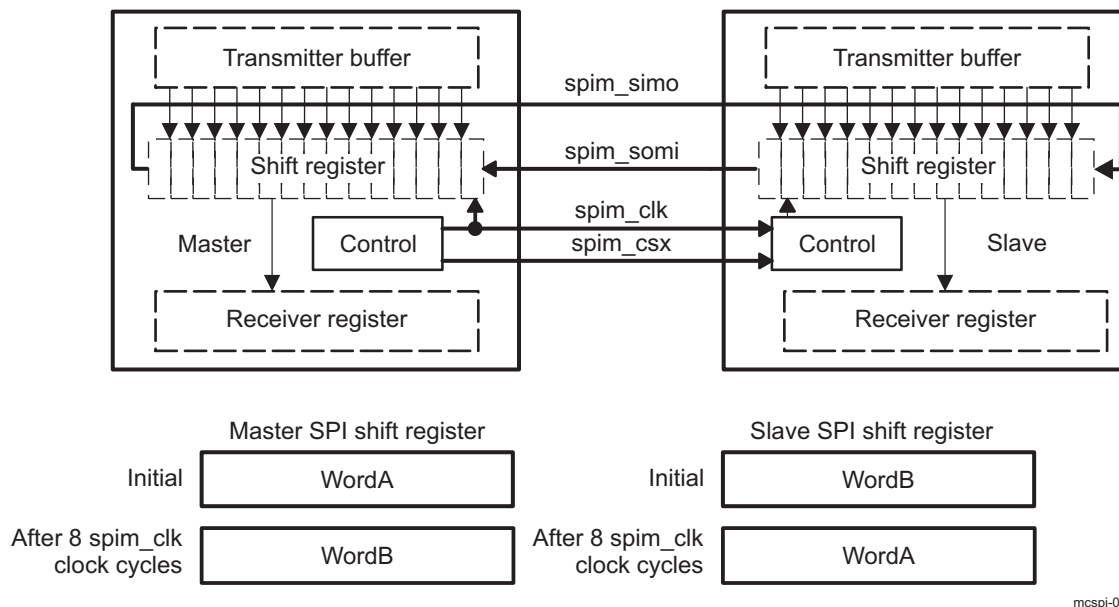 Transmitter buffer
Transmitter buffer
spim_simo
Shift register
spim_somi
Shift register
spim_clk
Master
Control
spim_csx
Control
Slave
Receiver register
Receiver register
Master SPI shift register
Slave SPI shift register
Initial
WordA
Initial
WordB
After 8 spim_clk
clock cycles
WordB
After 8 spim_clk
clock cycles
WordA